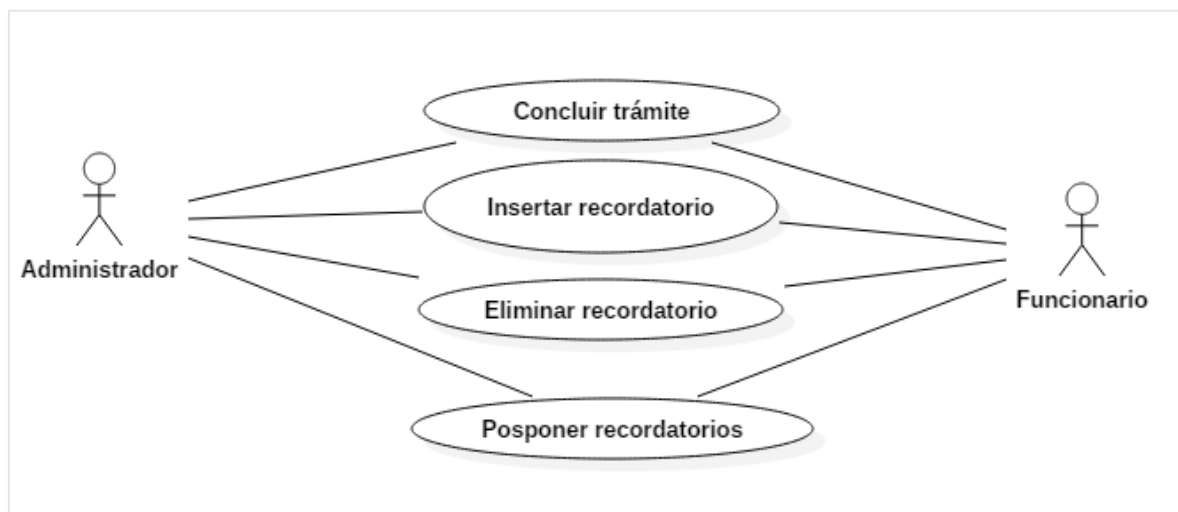 Concluir trámite
Insertar recordatorio
Administrador
Eliminar recordatorio
Funcionario
Posponer recordatorios